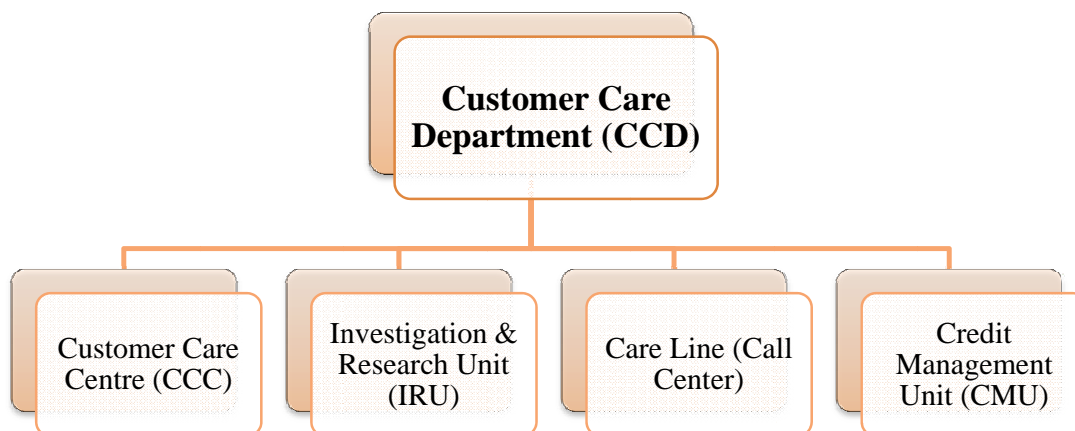 Customer Care
Department (CCD)
Customer Care
Centre (CCC)
Investigation &
Research Unit
(IRU)
Care Line (Call
Center)
Credit
Management
Unit (CMU)